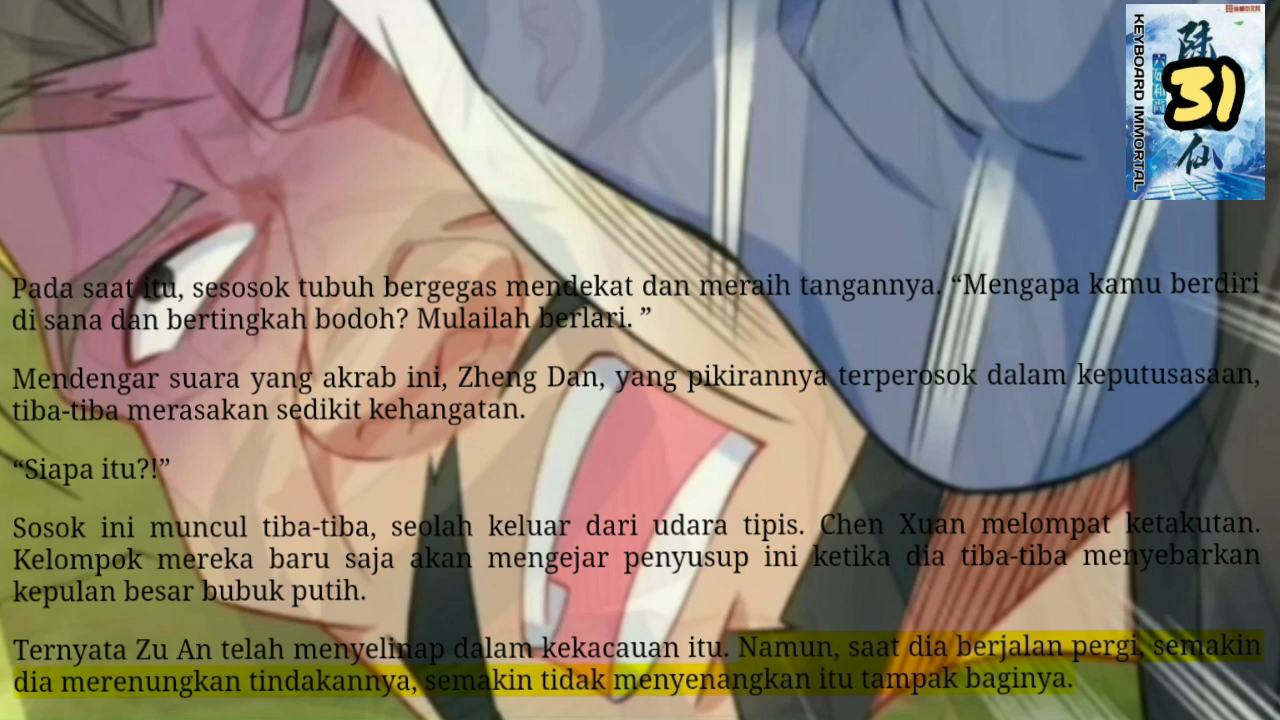 陆
仙
KEYBOARD IMMORTAL
31
Pada saat itu, sesosok tubuh bergegas mendekat dan meraih tangannya. “Mengapa kamu berdiri
di sana dan bertingkah bodoh? Mulailah berlari. ”
Mendengar suara yang akrab ini, Zheng Dan, yang pikirannya terperosok dalam keputusasaan,
tiba-tiba merasakan sedikit kehangatan.
“Siapa itu?!”
Sosok ini muncul tiba-tiba, seolah keluar dari udara tipis. Chen Xuan melompat ketakutan.
Kelompok mereka baru saja akan mengejar penyusup ini ketika dia tiba-tiba menyebarkan
kepulan besar bubuk putih.
Ternyata Zu An telah menyelinap dalam kekacauan itu. Namun, saat dia berjalan pergi, semakin
dia merenungkan tindakannya, semakin tidak menyenangkan itu tampak baginya.